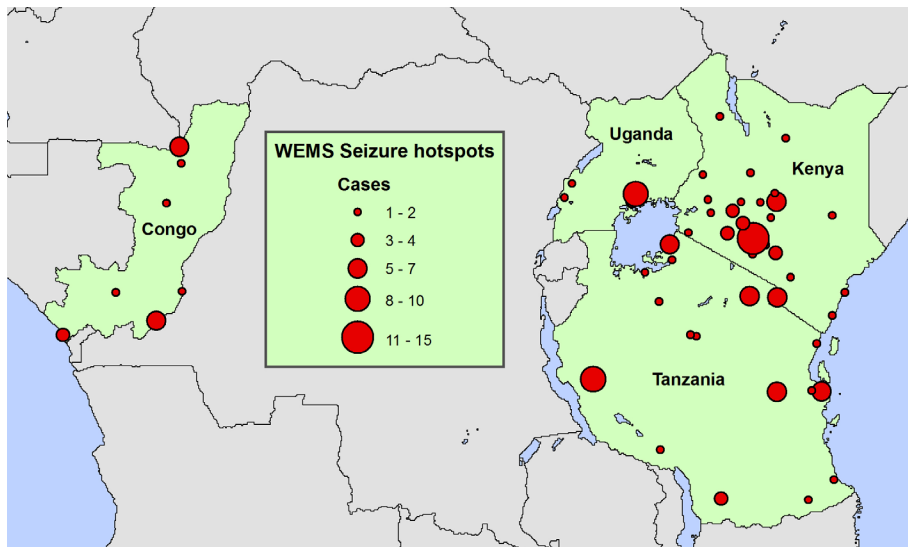 Uganda
WEMS Seizure hotspots
Kenya
Cases
1 - 2
Congo
3 - 4
5 - 7
8 - 10
11 - 15
Tanzania